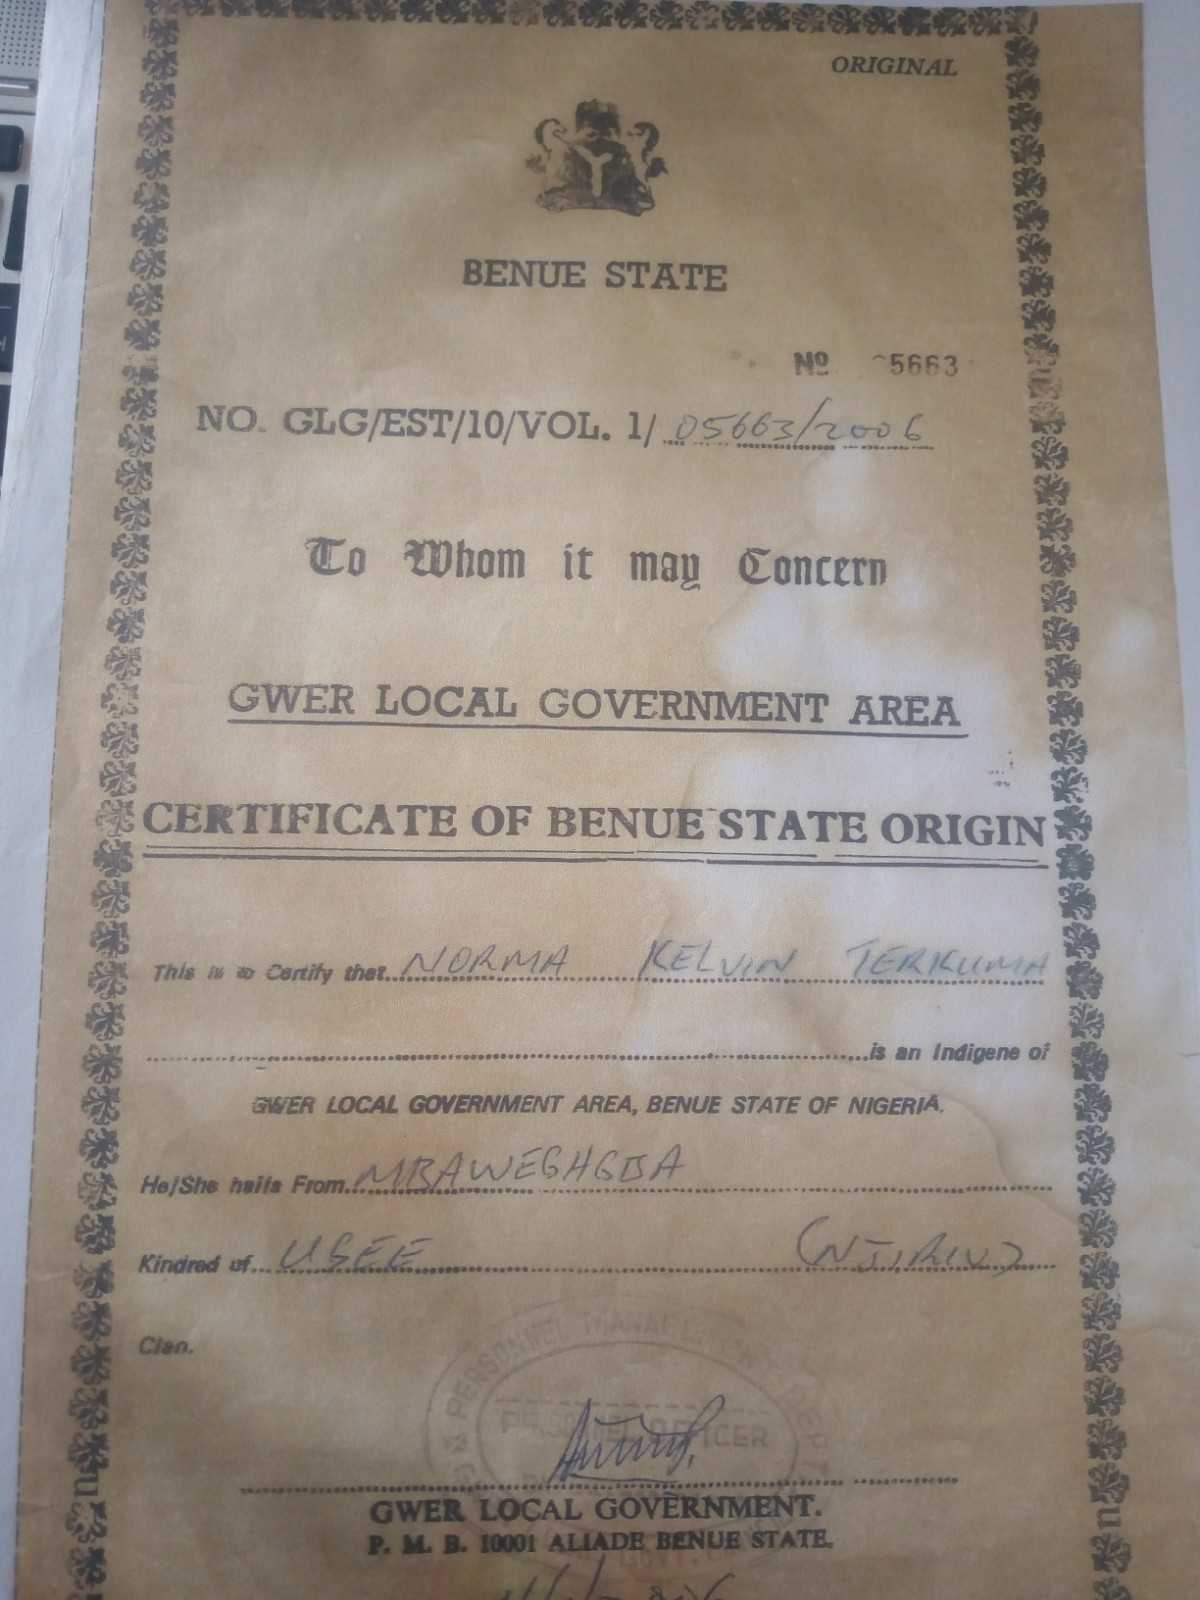 ORIGINAL
BENUE STATE
No 5663
NO. GLG/EST/10/VOL. 1/ 05663/2006
To Whom it may Concern
GWER LOCAL GOVERNMENT AREA
CERTIFICATE OF BENUE STATE ORIGIN
This is to Certify that NORMA KELVIN TERKUMA
is an Indigene of
GWER LOCAL GOVERNMENT AREA, BENUE STATE OF NIGERIA.
He/She hails From MBAWEGHGBA
Kindred of UGEE
Clan.
PERSONNEL
PERSONNEL OFFICER
GWER LOCAL GOVERNMENT.
P. M. B. 10001 ALIADE BENUE STATE.